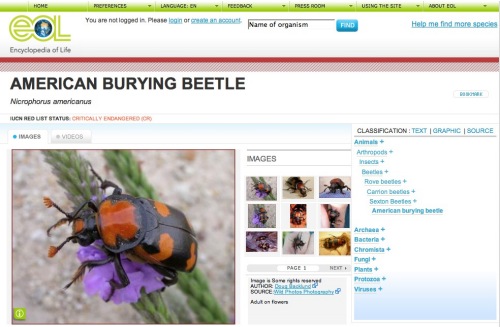 HOME PREFERENCES LANGUAGE: EN FEEDBACK PRESS ROOM USING THE SITE ABOUT EOL
eol
Encyclopedia of Life
You are not logged in. Please login or create an account.
Name of organism
FIND
Help me find more species
AMERICAN BURYING BEETLE
Nicrophorus americanus
BOOKMARK
IUCN RED LIST STATUS: CRITICALLY ENDANGERED (CR)
IMAGES VIDEOS
IMAGES
PAGE 1 NEXT
Image is Some rights reserved
AUTHOR: Doug Backlund
SOURCE: Wild Photos Photography
Adult on flowers
CLASSIFICATION : TEXT | GRAPHIC | SOURCE
Animals +
Arthropods +
Insects +
Beetles +
Rove beetles +
Carrion beetles +
Sexton Beetles +
American burying beetle
Archaea +
Bacteria +
Chromista +
Fungi +
Plants +
Protozoa +
Viruses +